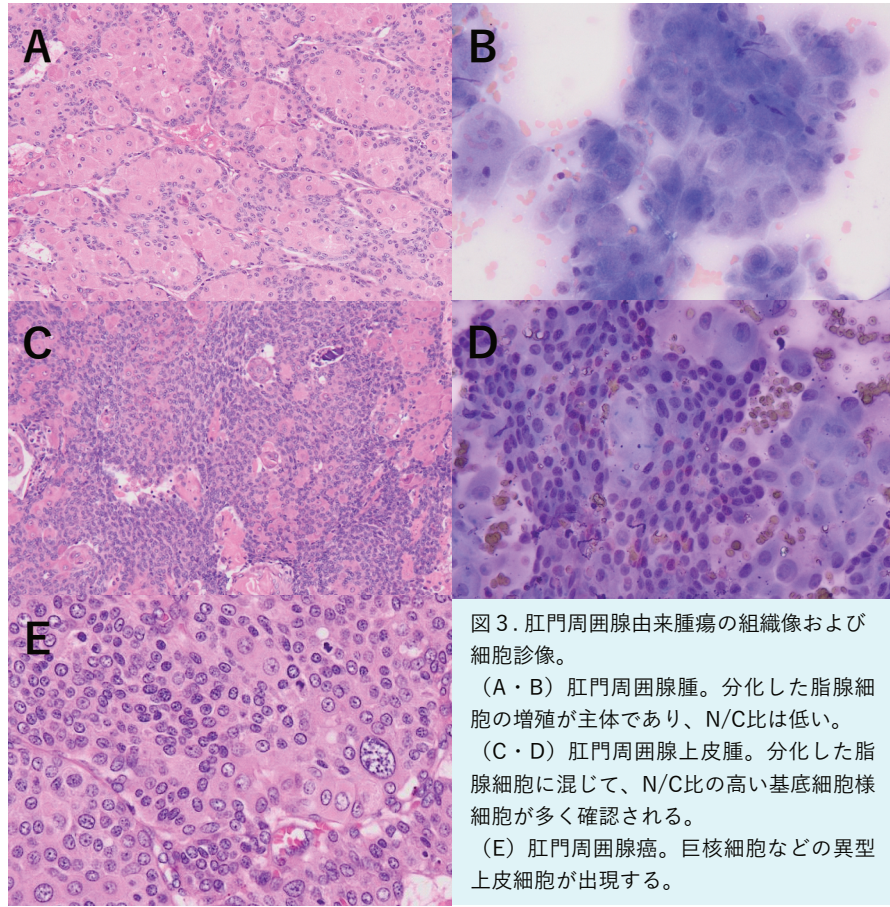 A
B
C
D
E
図3. 肛門周囲腺由来腫瘍の組織像および
細胞診像。
（A・B）肛門周囲腺腫。分化した脂腺細
胞の増殖が主体であり、N/C比は低い。
（C・D）肛門周囲腺上皮腫。分化した脂
腺細胞に混じて、N/C比の高い基底細胞様
細胞が多く確認される。
（E）肛門周囲腺癌。巨核細胞などの異型
上皮細胞が出現する。